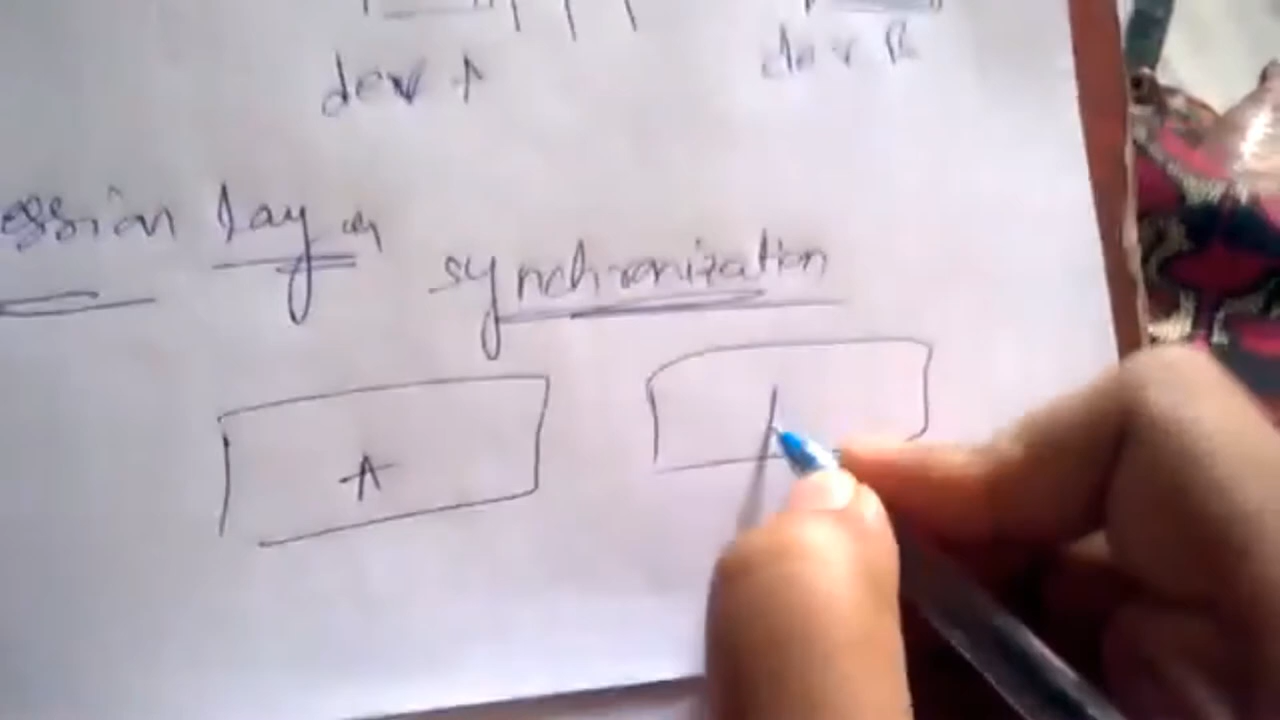 dev A
dev B
ession layer
synchronization
A